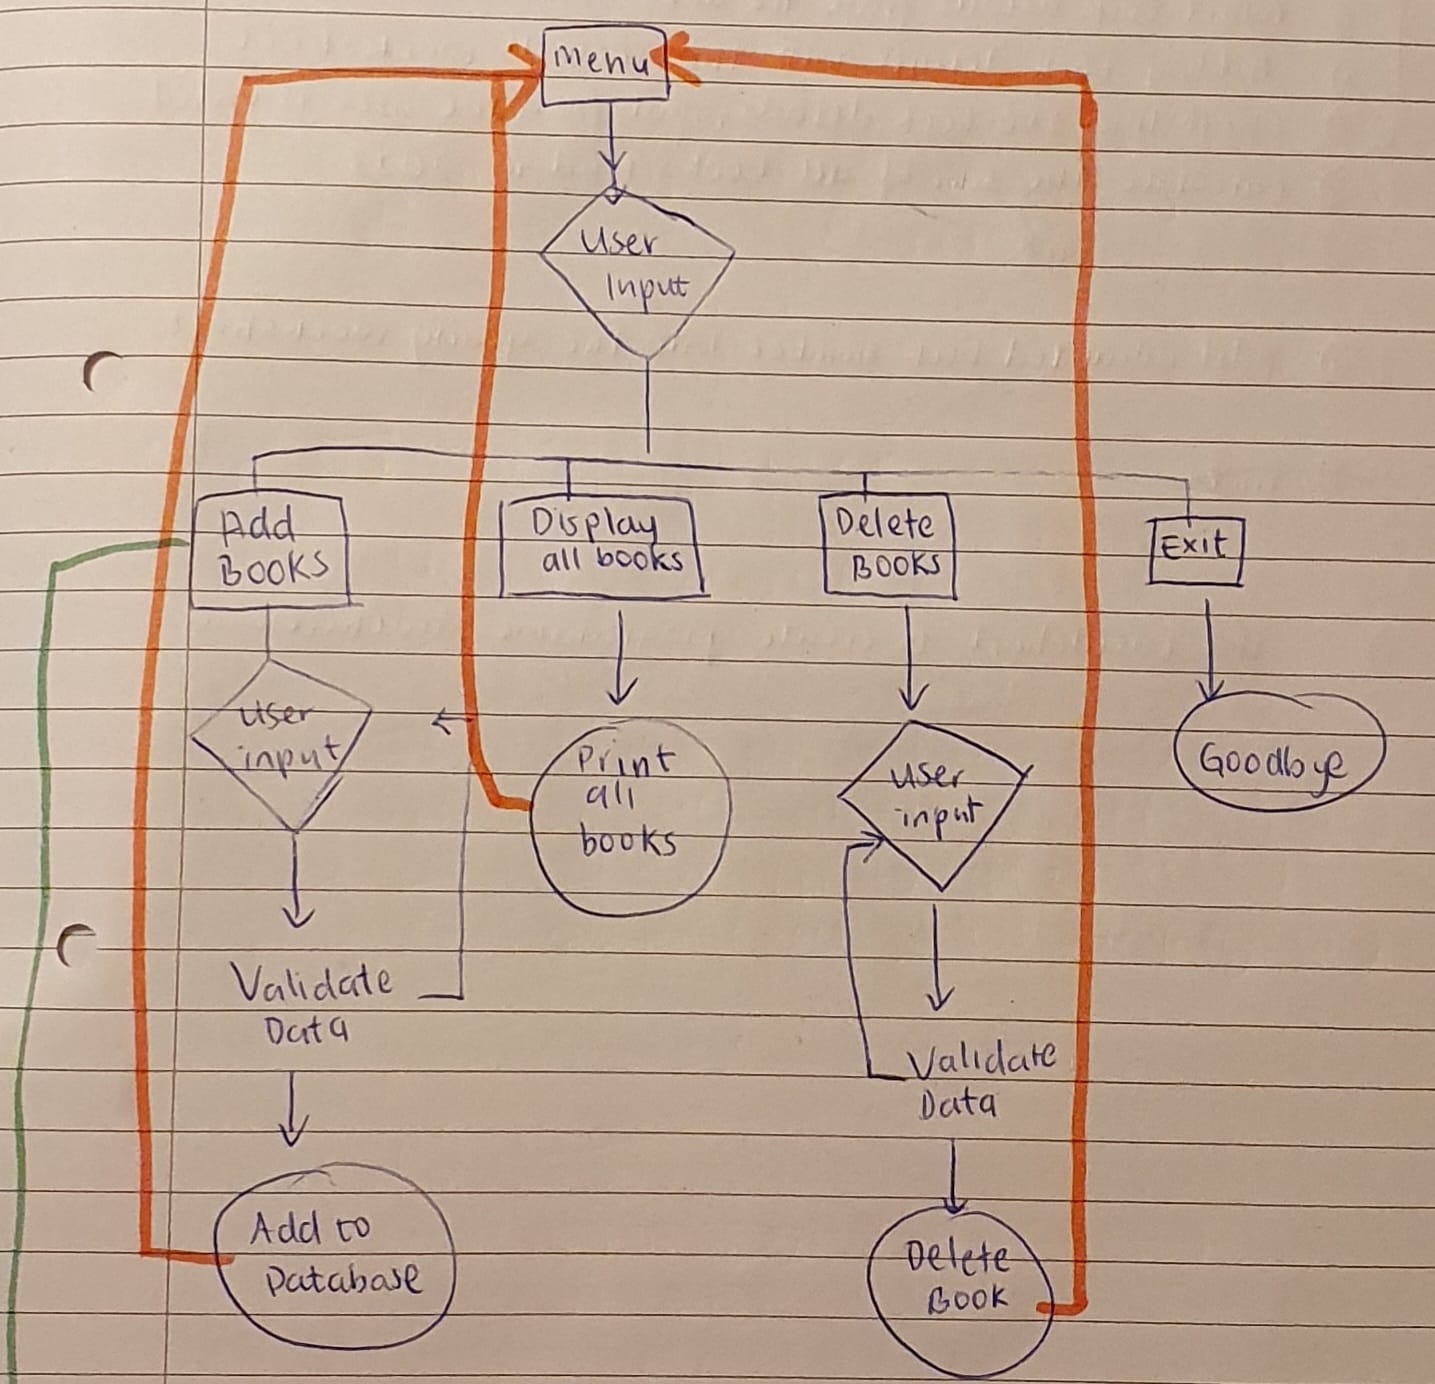 Menu
User
Input
Add
Books
Display
all books
Delete
Books
Exit
User
input
Print
all
books
User
input
Goodbye
Validate
Data
Validate
Data
Add to
Database
Delete
Book